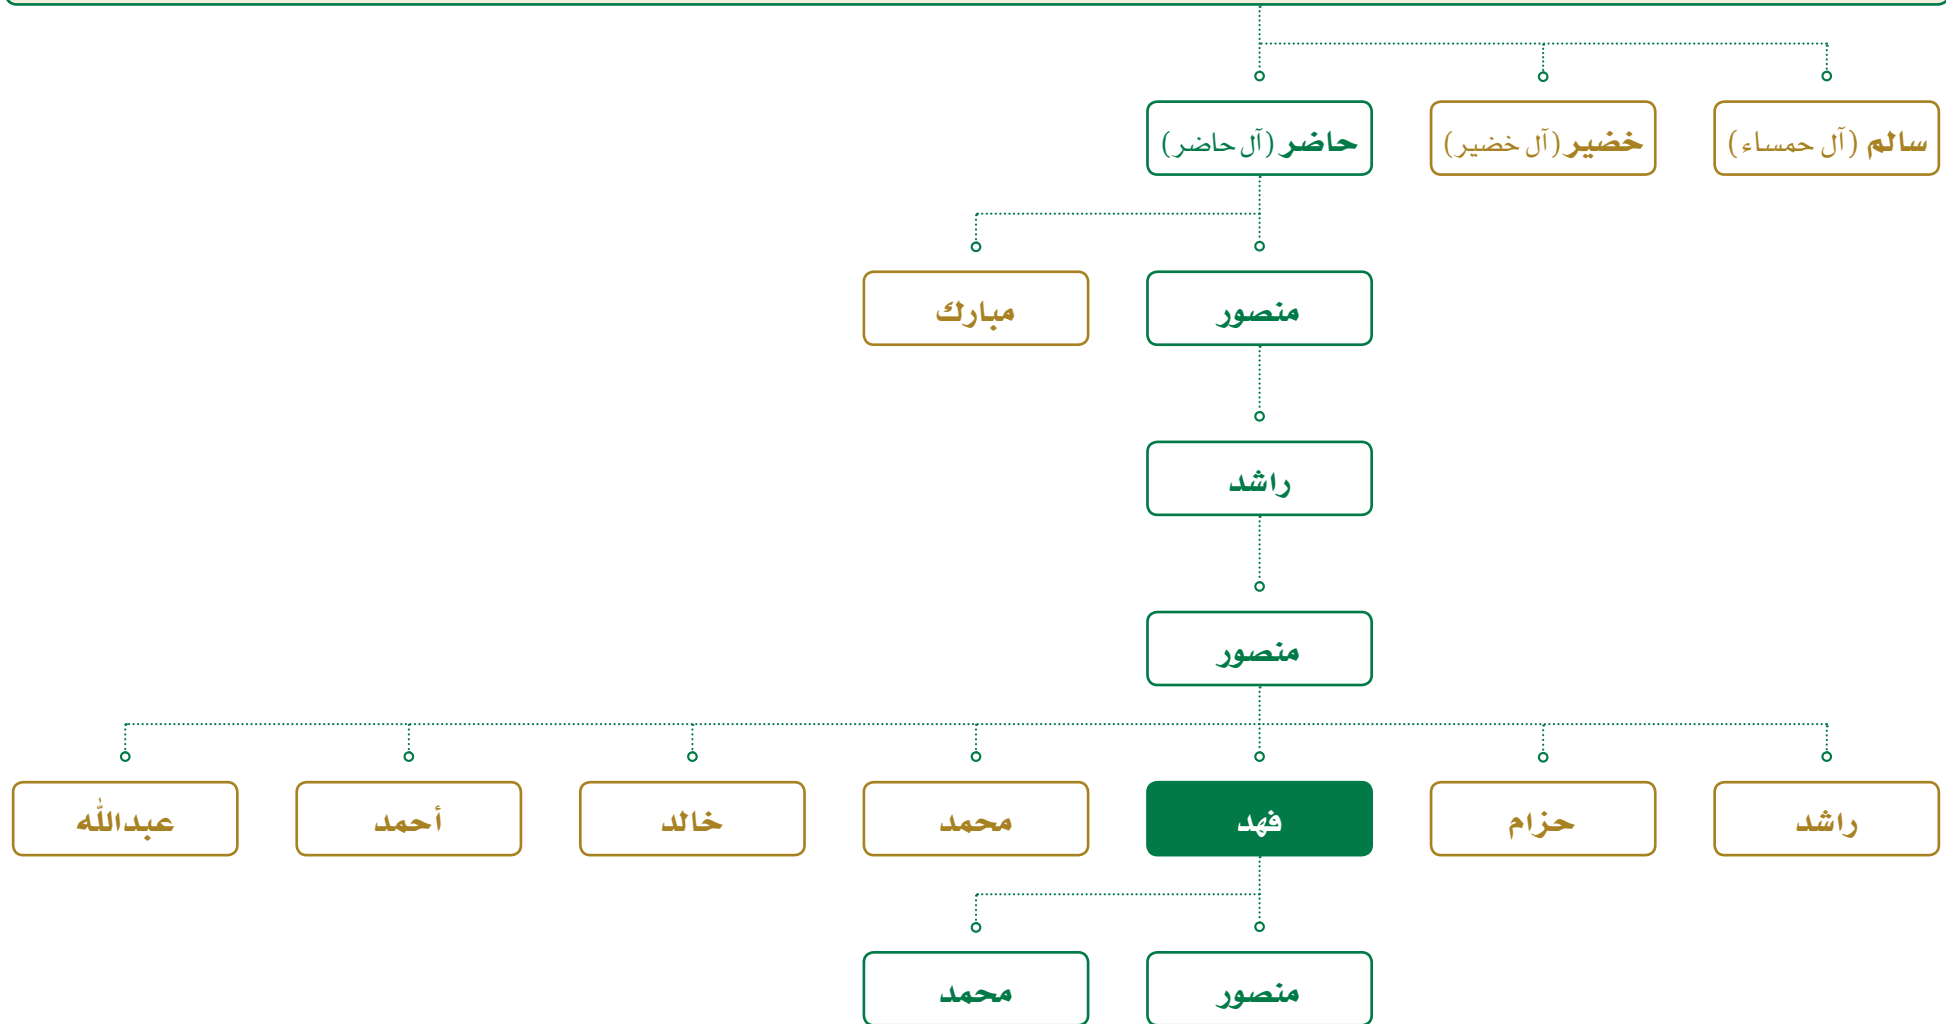 سالم (آل حمساء)
خضير (آل خضير)
حاضر (آل حاضر)
منصور
مبارك
راشد
منصور
راشد
حزام
فهد
محمد
خالد
أحمد
عبدالله
منصور
محمد